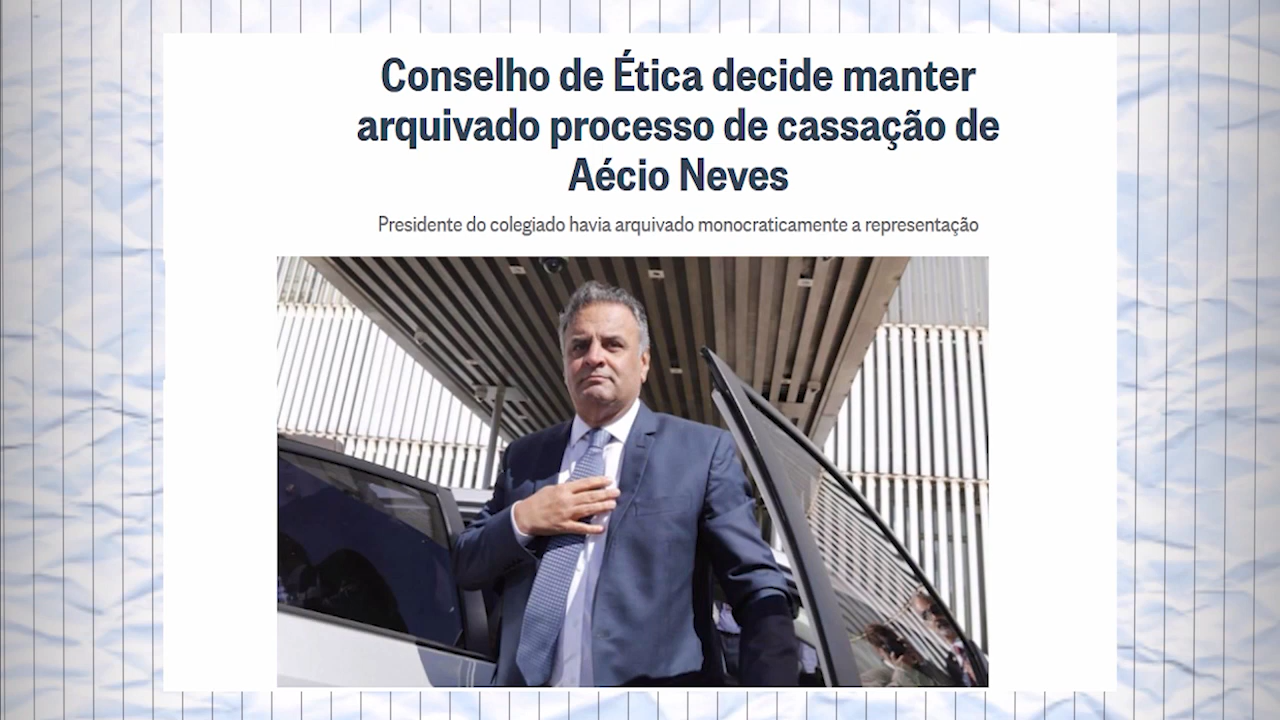 Conselho de Ética decide manter
arquivado processo de cassação de
Aécio Neves
Presidente do colegiado havia arquivado monocraticamente a representação